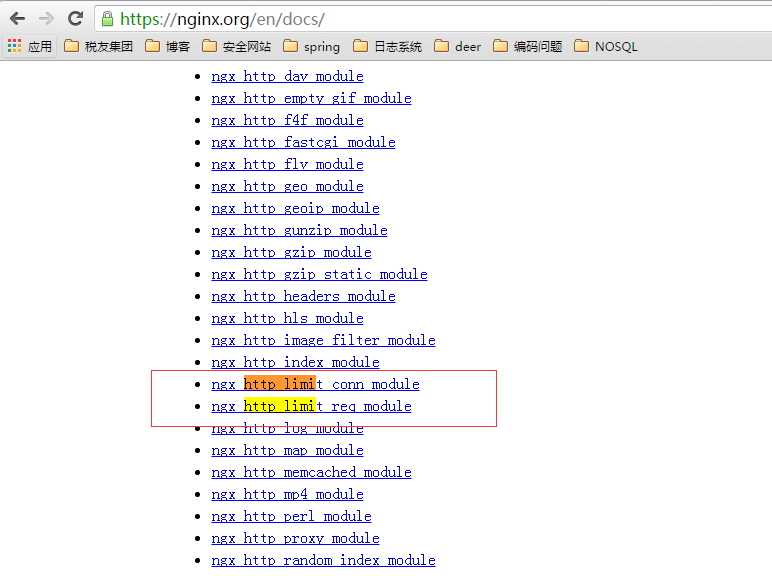 https://nginx.org/en/docs/
应用 税友集团 博客 安全网站 spring 日志系统 deer 编码问题 NOSQL
ngx_http_dav_module
ngx_http_empty_gif_module
ngx_http_f4f_module
ngx_http_fastcgi_module
ngx_http_flv_module
ngx_http_geo_module
ngx_http_geoip_module
ngx_http_gunzip_module
ngx_http_gzip_module
ngx_http_gzip_static_module
ngx_http_headers_module
ngx_http_hls_module
ngx_http_image_filter_module
ngx_http_index_module
ngx_http_limit_conn_module
ngx_http_limit_req_module
ngx_http_log_module
ngx_http_map_module
ngx_http_memcached_module
ngx_http_mp4_module
ngx_http_perl_module
ngx_http_proxy_module
ngx_http_random_index_module